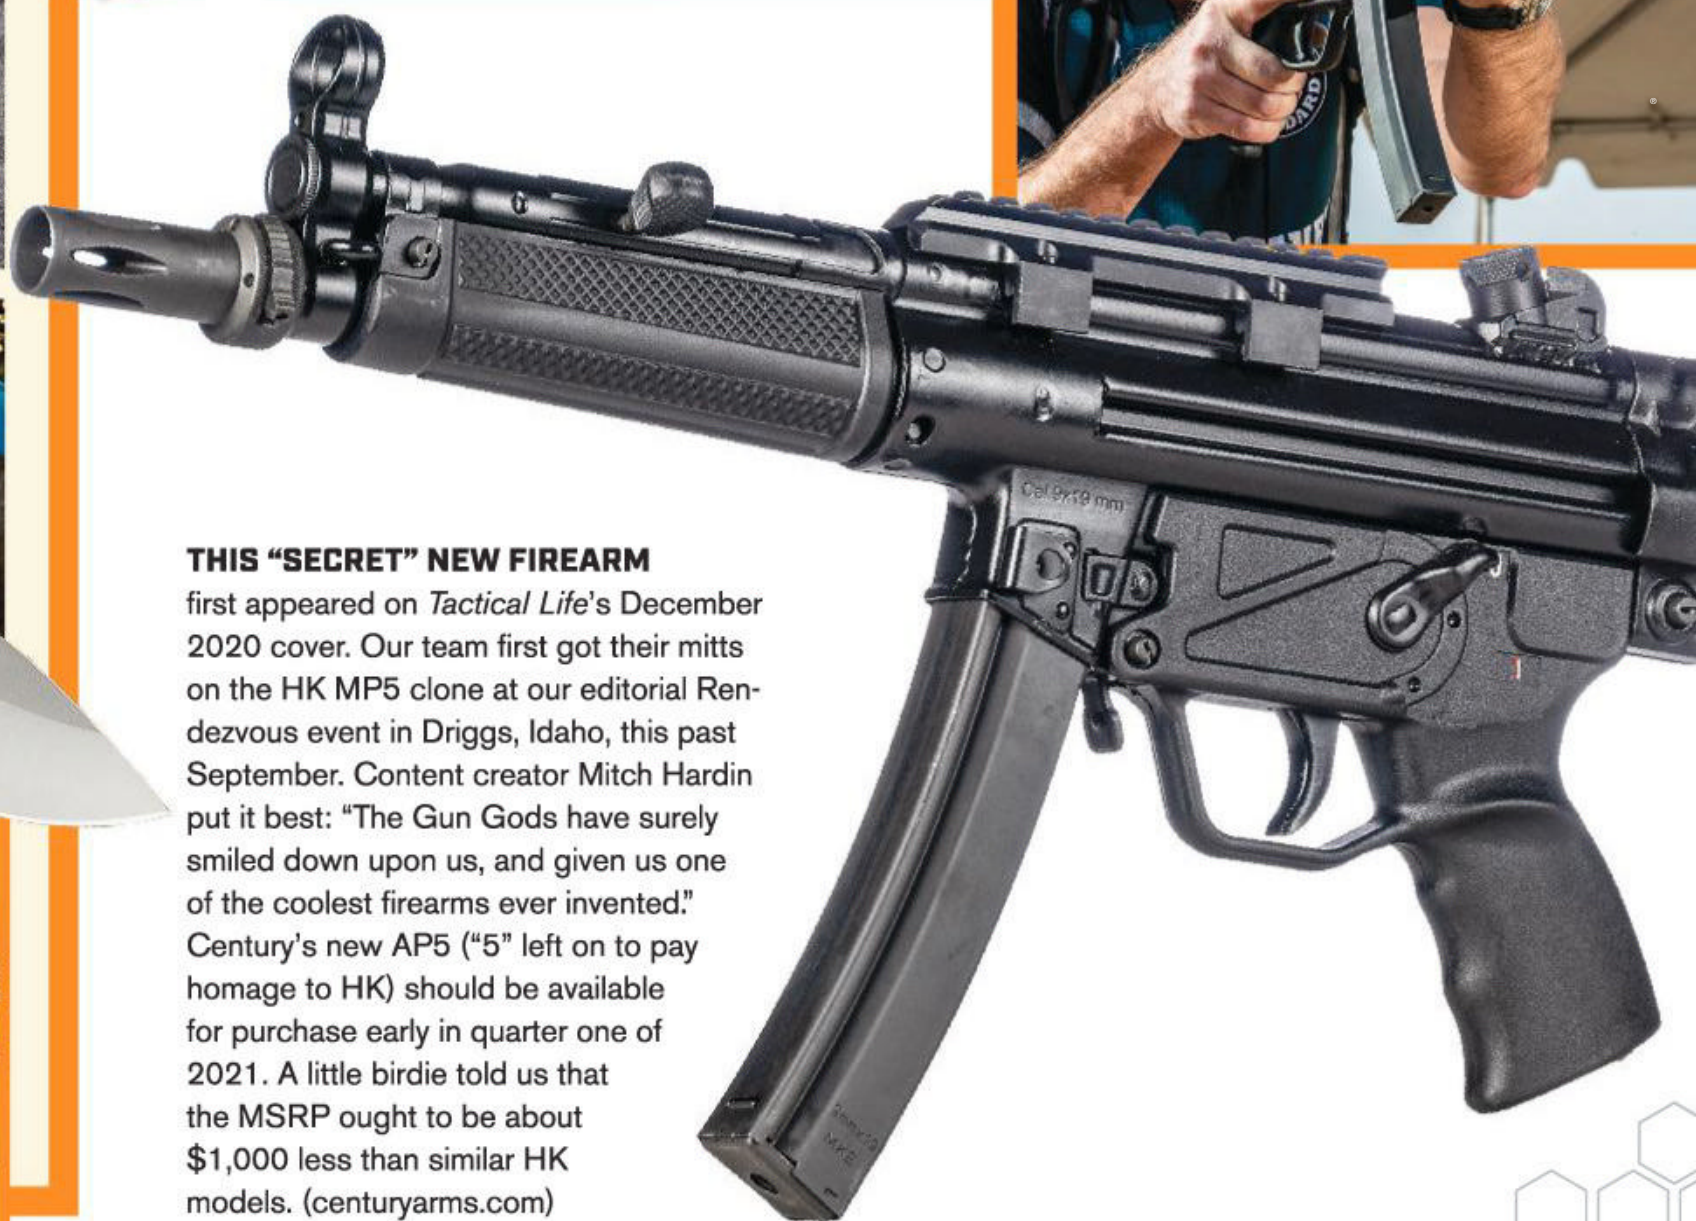 DARD
Cal 9x19 mm
THIS “SECRET” NEW FIREARM
first appeared on Tactical Life's December
2020 cover. Our team first got their mitts
on the HK MP5 clone at our editorial Ren-
dezvous event in Driggs, Idaho, this past
September. Content creator Mitch Hardin
put it best: “The Gun Gods have surely
smiled down upon us, and given us one
of the coolest firearms ever invented.”
Century's new AP5 (“5” left on to pay
homage to HK) should be available
for purchase early in quarter one of
2021. A little birdie told us that
the MSRP ought to be about
$1,000 less than similar HK
models. (centuryarms.com)
9mmx19
MKE